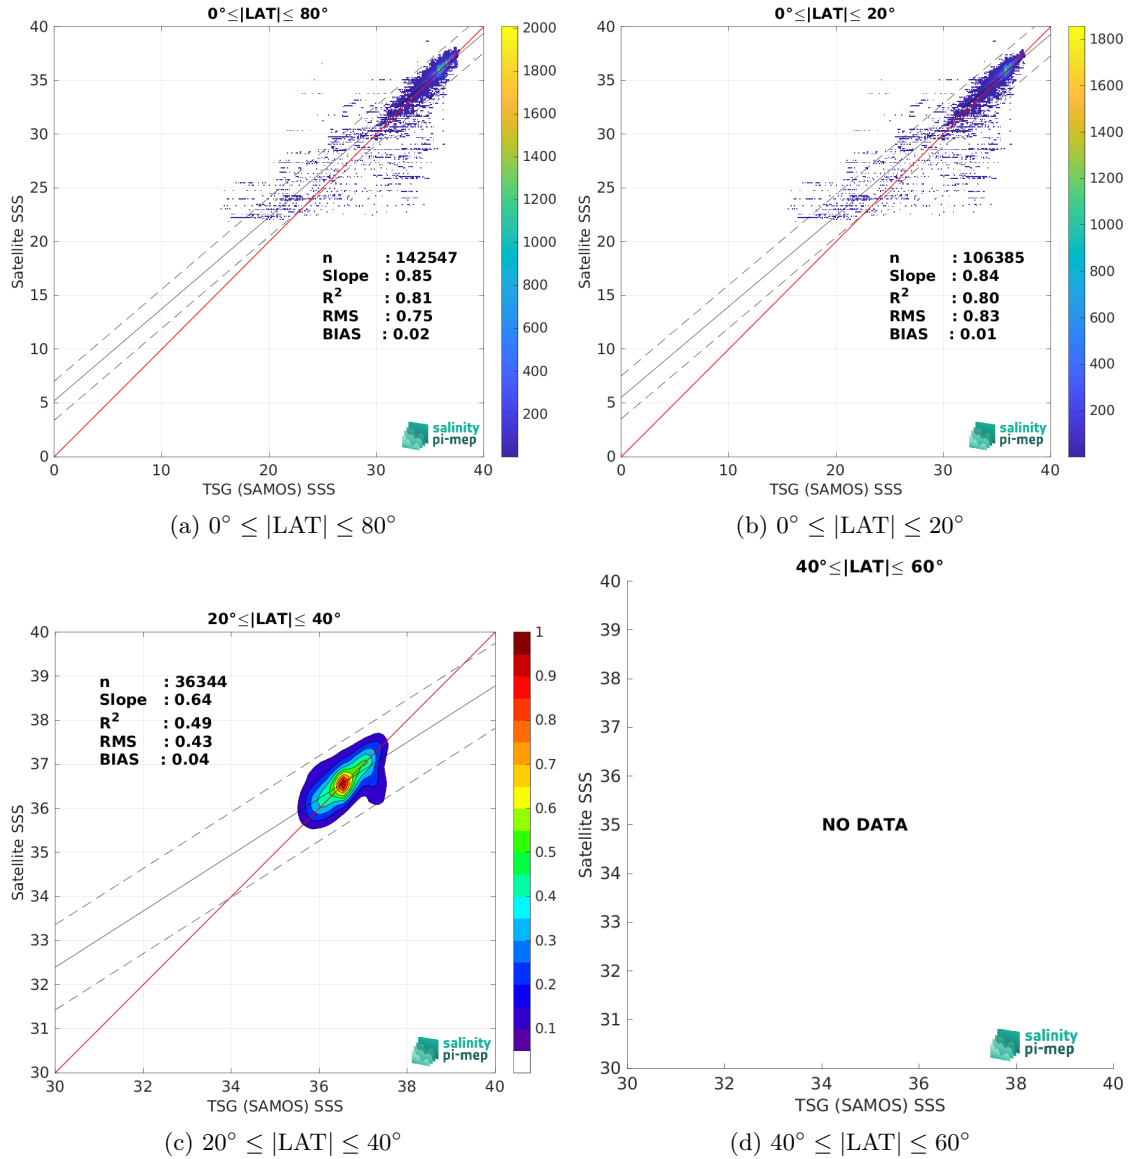 0°≤|LAT|≤ 80°
40
35
30
25
20
15
10
5
0
Satellite SSS
n : 142547
Slope : 0.85
R² : 0.81
RMS : 0.75
BIAS : 0.02
salinity
pi-mep
0 10 20 30 40
TSG (SAMOS) SSS
2000
1800
1600
1400
1200
1000
800
600
400
200
(a) 0° ≤ |LAT| ≤ 80°
0°≤|LAT|≤ 20°
40
35
30
25
20
15
10
5
0
Satellite SSS
n : 106385
Slope : 0.84
R² : 0.80
RMS : 0.83
BIAS : 0.01
salinity
pi-mep
0 10 20 30 40
TSG (SAMOS) SSS
1800
1600
1400
1200
1000
800
600
400
200
(b) 0° ≤ |LAT| ≤ 20°
20°≤|LAT|≤ 40°
40
39
38
37
36
35
34
33
32
31
30
Satellite SSS
n : 36344
Slope : 0.64
R² : 0.49
RMS : 0.43
BIAS : 0.04
salinity
pi-mep
30 32 34 36 38 40
TSG (SAMOS) SSS
1
0.9
0.8
0.7
0.6
0.5
0.4
0.3
0.2
0.1
(c) 20° ≤ |LAT| ≤ 40°
40°≤|LAT|≤ 60°
40
39
38
37
36
35
34
33
32
31
30
Satellite SSS
NO DATA
salinity
pi-mep
30 32 34 36 38 40
TSG (SAMOS) SSS
(d) 40° ≤ |LAT| ≤ 60°